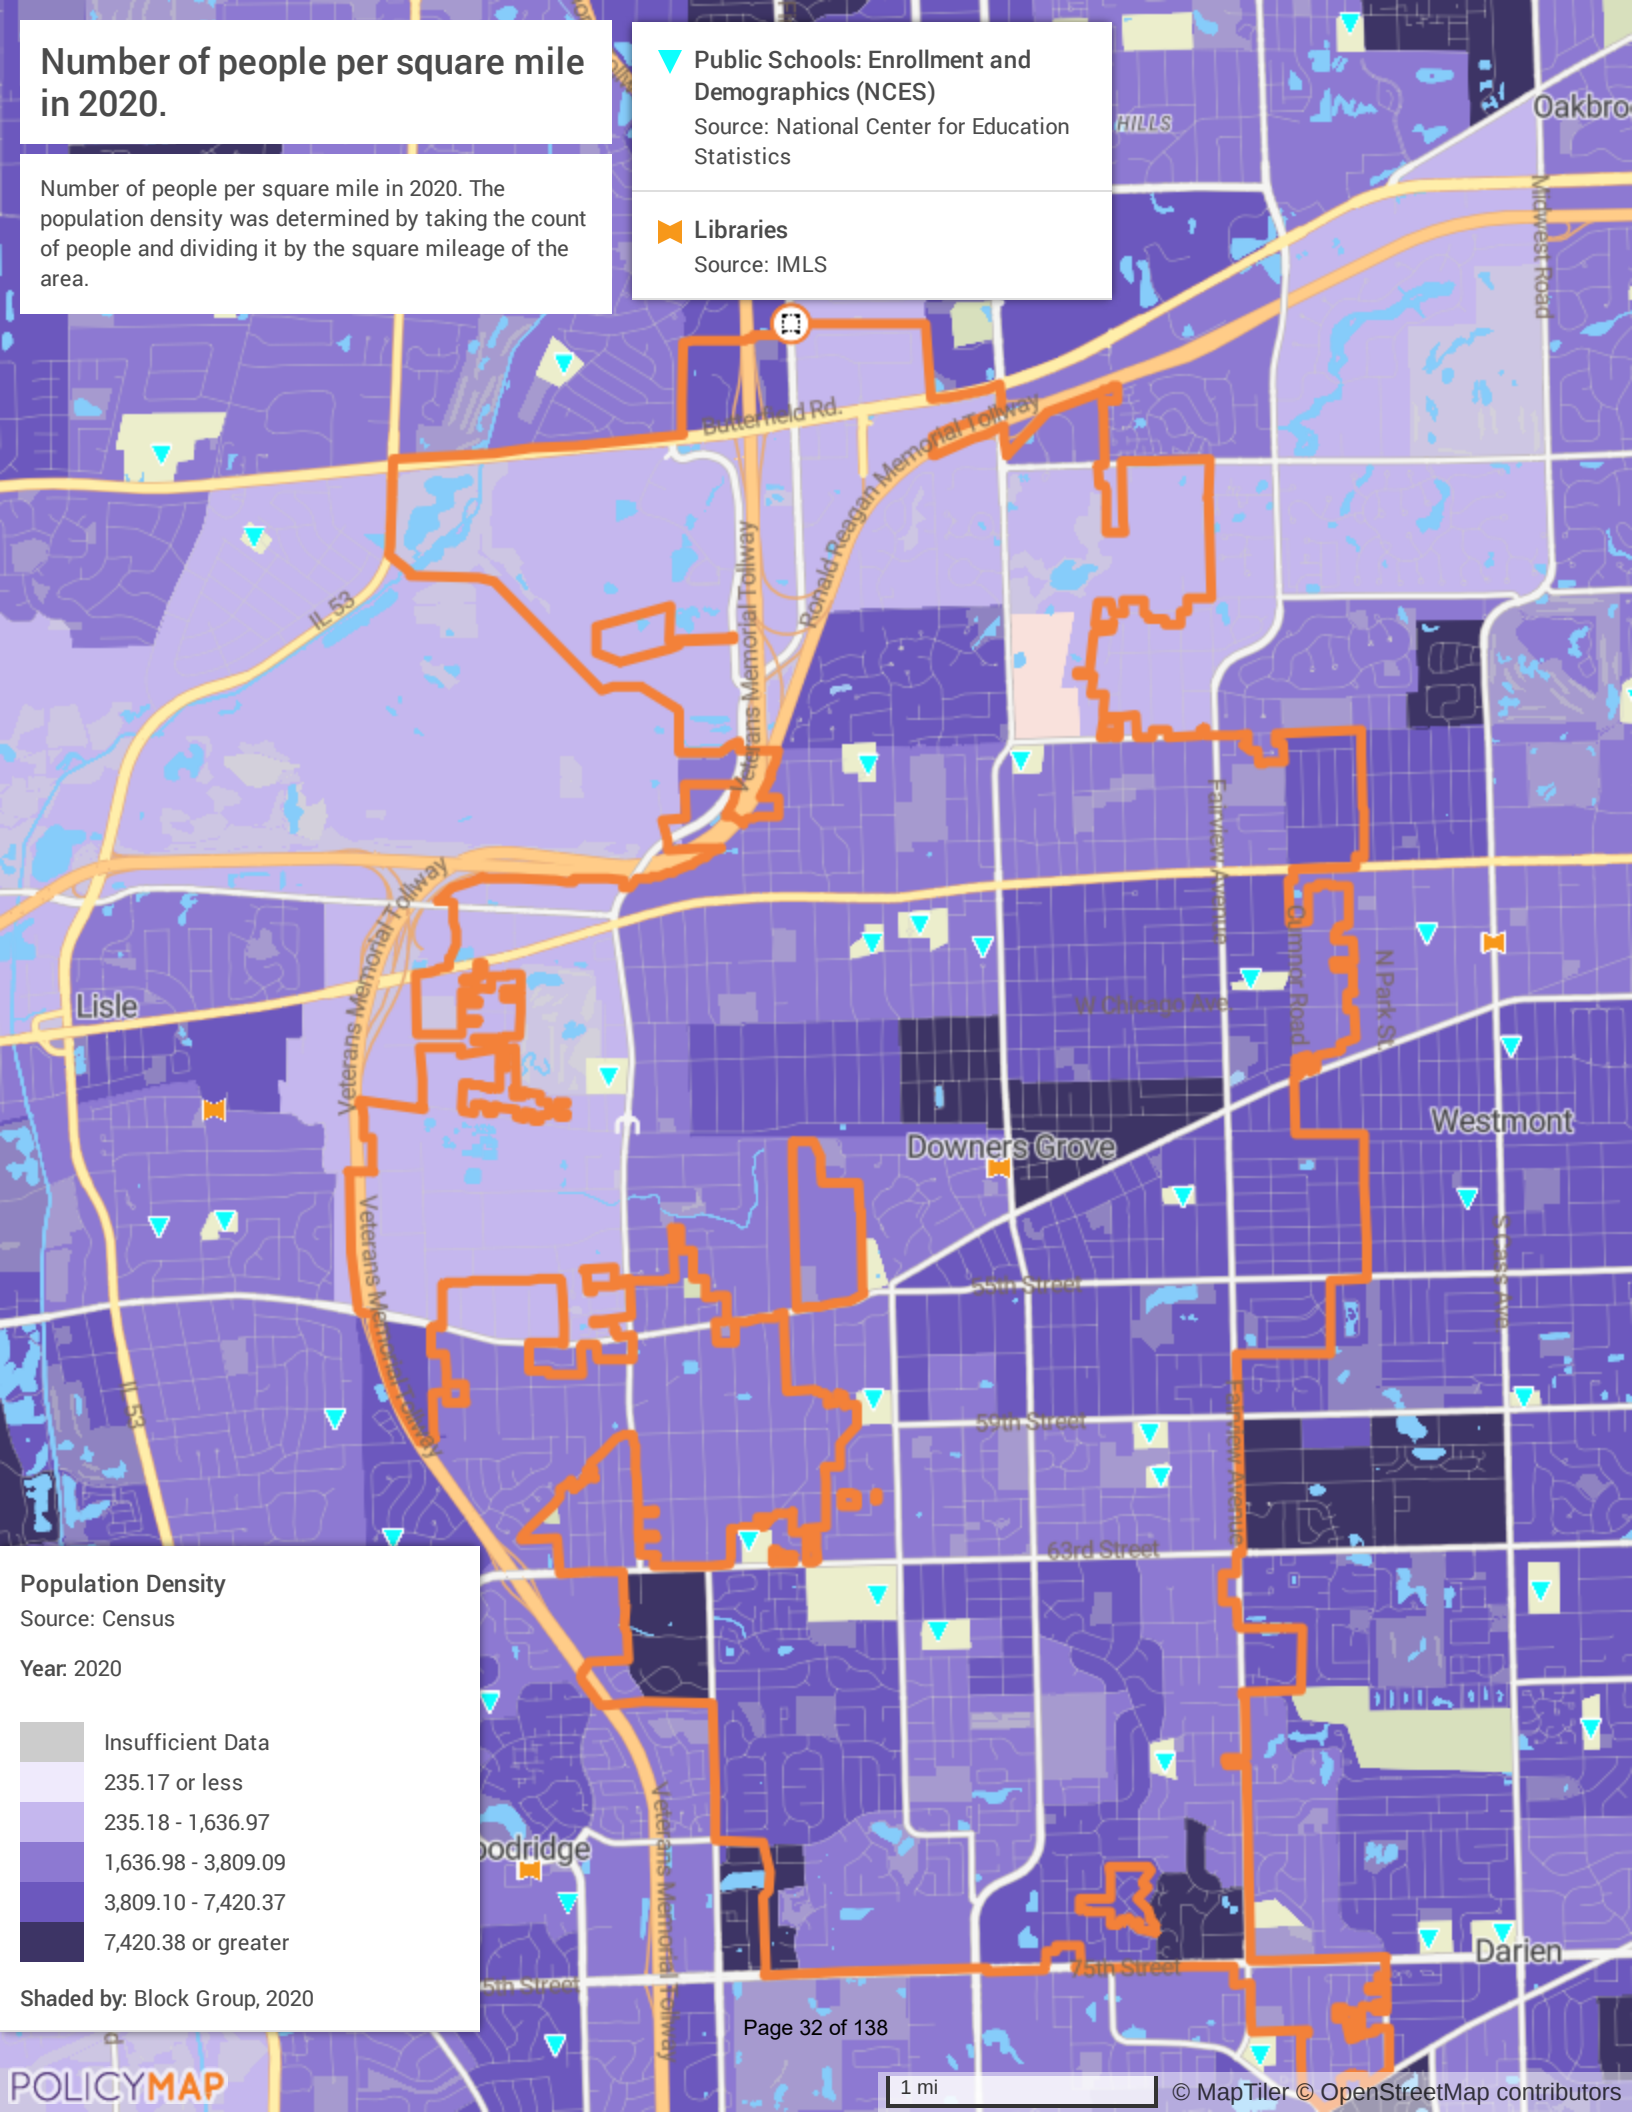 Number of people per square mile
in 2020.
Number of people per square mile in 2020. The
population density was determined by taking the count
of people and dividing it by the square mileage of the
area.
Public Schools: Enrollment and
Demographics (NCES)
Source: National Center for Education
Statistics
Libraries
Source: IMLS
HILLS
Oakbro
Midwest Road
Butterfield Rd.
Ronald Reagan Memorial Tollway
Veterans Memorial Tollway
IL 53
Veterans Memorial Tollway
Fairview Avenue
Veterans Memorial Tollway
Lisle
W Chicago Ave
Cumnor Road
N Park St.
Westmont
Downers Grove
Veterans Memorial Tollway
55th Street
S Cass Ave
IL 53
59th Street
Fairview Avenue
63rd Street
Population Density
Source: Census
Year: 2020
Insufficient Data
235.17 or less
235.18 - 1,636.97
1,636.98 - 3,809.09
3,809.10 - 7,420.37
7,420.38 or greater
Shaded by: Block Group, 2020
oodridge
Veterans Memorial Tollway
Darien
75th Street
5th Street
Page 32 of 138
POLICYMAP
1 mi
© MapTiler © OpenStreetMap contributors